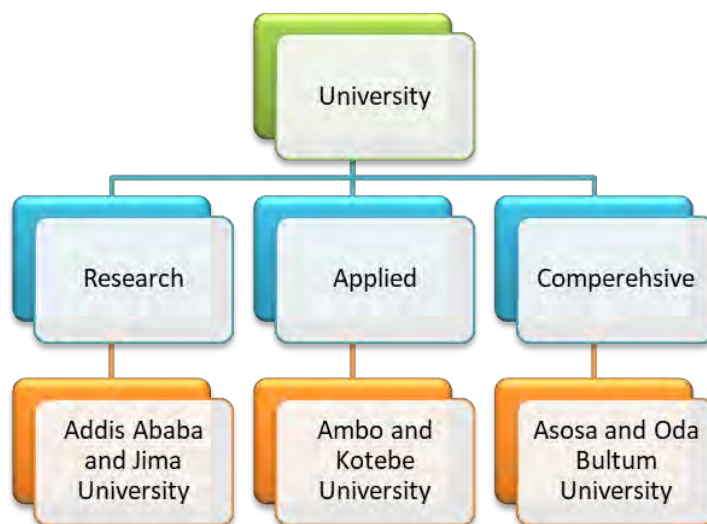 University
Research
Applied
Comperehsive
Addis Ababa
and Jima
University
Ambo and
Kotebe
University
Asosa and Oda
Bultum
University